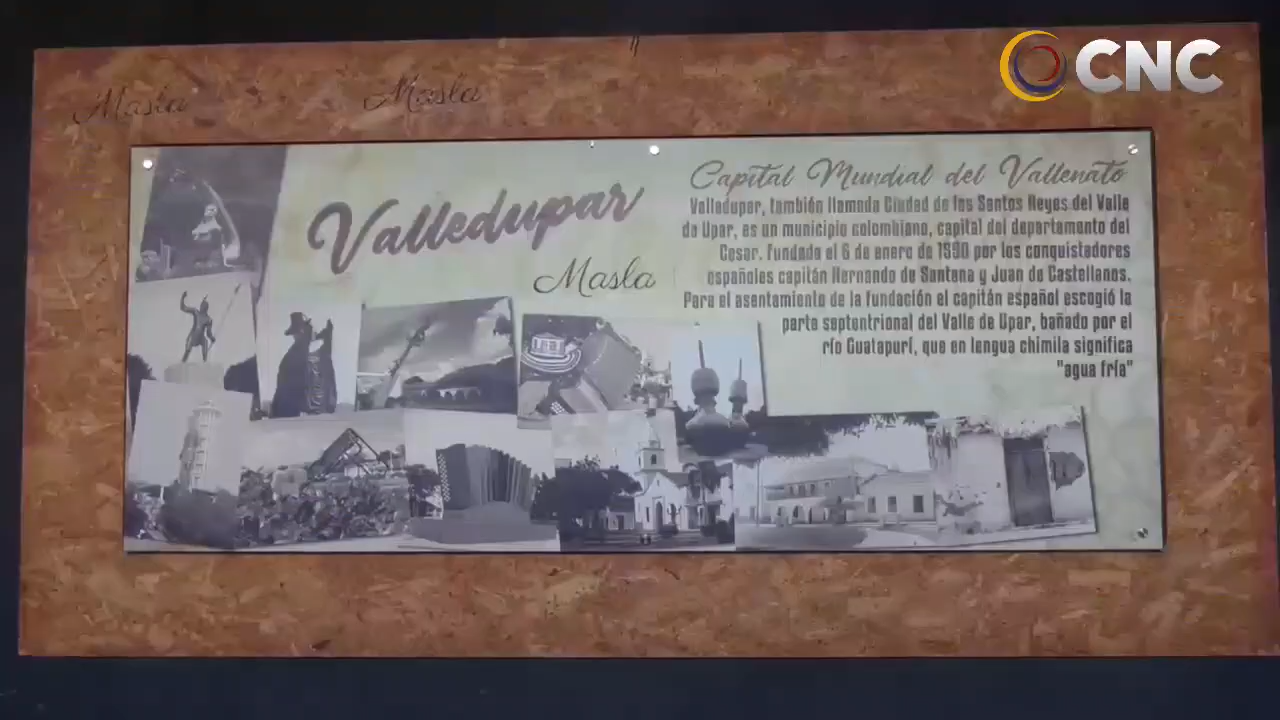 CNC
Masla
Masla
Valledupar
Masla
Capital Mundial del Vallenato
Valledupar, también llamada Ciudad de los Santos Reyes del Valle
de Upar, es un municipio colombiano, capital del departamento del
Cesar. Fundado el 6 de enero de 1590 por los conquistadores
españoles capitán Hernando de Santana y Juan de Castellanos.
Para el asentamiento de la fundación el capitán español escogió la
parte septentrional del Valle de Upar, bañado por el
río Guatapurí, que en lengua chimila significa
"agua fría"